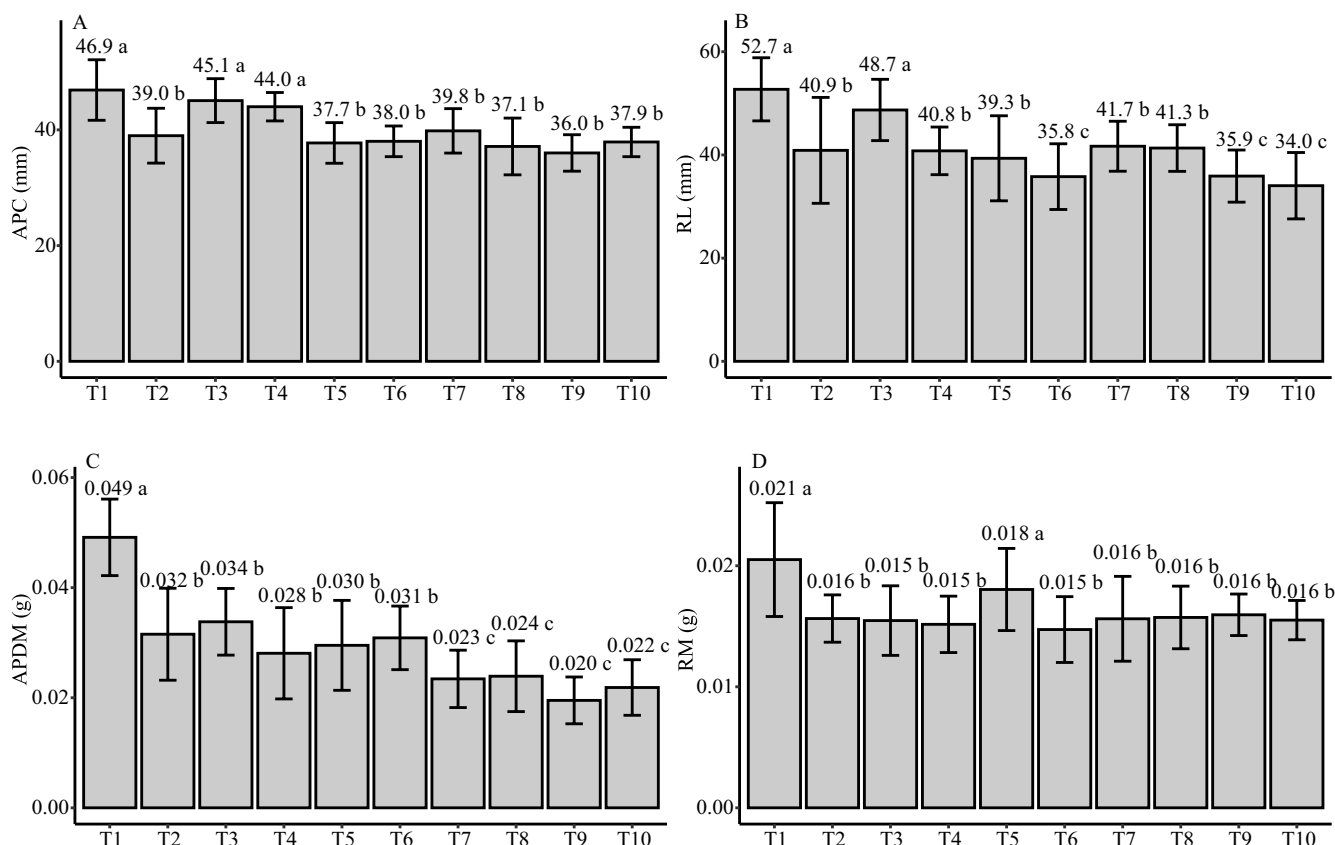 A
46.9 a
39.0 b
45.1 a
44.0 a
37.7 b
38.0 b
39.8 b
37.1 b
36.0 b
37.9 b
40
20
0
APC (mm)
T1 T2 T3 T4 T5 T6 T7 T8 T9 T10
B
52.7 a
40.9 b
48.7 a
40.8 b
39.3 b
35.8 c
41.7 b
41.3 b
35.9 c
34.0 c
60
40
20
0
RL (mm)
T1 T2 T3 T4 T5 T6 T7 T8 T9 T10
C
0.049 a
0.032 b
0.034 b
0.028 b
0.030 b
0.031 b
0.023 c
0.024 c
0.020 c
0.022 c
0.06
0.04
0.02
0.00
APDM (g)
T1 T2 T3 T4 T5 T6 T7 T8 T9 T10
D
0.021 a
0.016 b
0.015 b
0.015 b
0.018 a
0.015 b
0.016 b
0.016 b
0.016 b
0.016 b
0.02
0.01
0.00
RM (g)
T1 T2 T3 T4 T5 T6 T7 T8 T9 T10